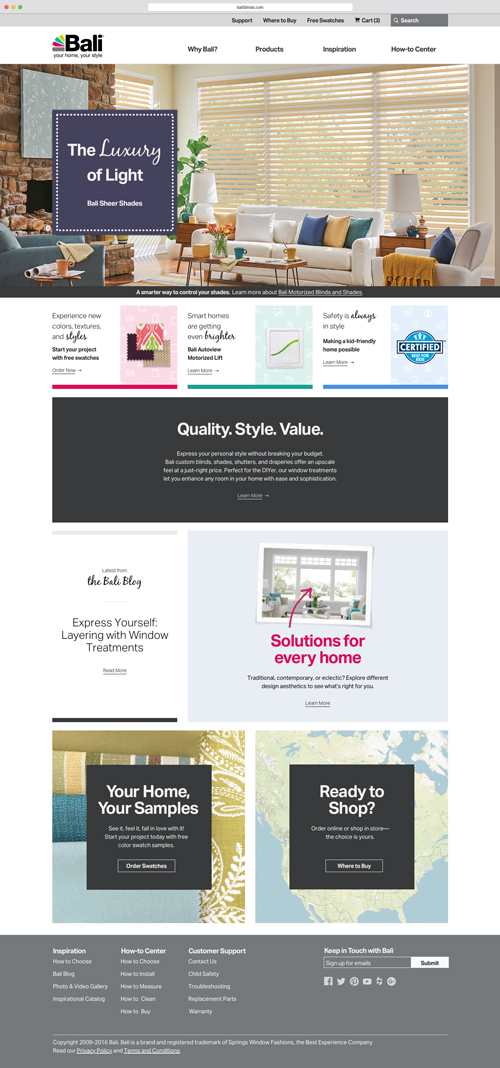 baliblinds.com
Support
Where to Buy
Free Swatches
Cart (3)
Search
Bali
your home, your style
Why Bali?
Products
Inspiration
How-to Center
The Luxury
of Light
Bali Sheer Shades
A smarter way to control your shades. Learn more about Bali Motorized Blinds and Shades.
Experience new
colors, textures,
and styles
Start your project
with free swatches
Order Now →
Smart homes
are getting
even brighter
Bali Autoview
Motorized Lift
Learn More →
Safety is always
in style
Making a kid-friendly
home possible
Learn More →
CERTIFIED
BEST FOR
KIDS
Quality. Style. Value.
Express your personal style without breaking your budget.
Bali custom blinds, shades, shutters, and draperies offer an upscale
feel at a just-right price. Perfect for the DIYer, our window treatments
let you enhance any room in your home with ease and sophistication.
Learn More →
Latest from
the Bali Blog
Express Yourself:
Layering with Window
Treatments
Read More
Solutions for
every home
Traditional, contemporary, or eclectic? Explore different
design aesthetics to see what's right for you.
Learn More
Your Home,
Your Samples
See it, feel it, fall in love with it!
Start your project today with free
color swatch samples.
Order Swatches
Ready to
Shop?
Order online or shop in store—
the choice is yours.
Where to Buy
Inspiration
How to Choose
Bali Blog
Photo & Video Gallery
Inspirational Catalog
How-to Center
How to Choose
How to Install
How to Measure
How to Clean
How to Buy
Customer Support
Contact Us
Child Safety
Troubleshooting
Replacement Parts
Warranty
Keep in Touch with Bali
Sign up for emails
Submit
Copyright 2009-2016 Bali. Bali is a brand and registered trademark of Springs Window Fashions, the Best Experience Company
Read our Privacy Policy and Terms and Conditions.